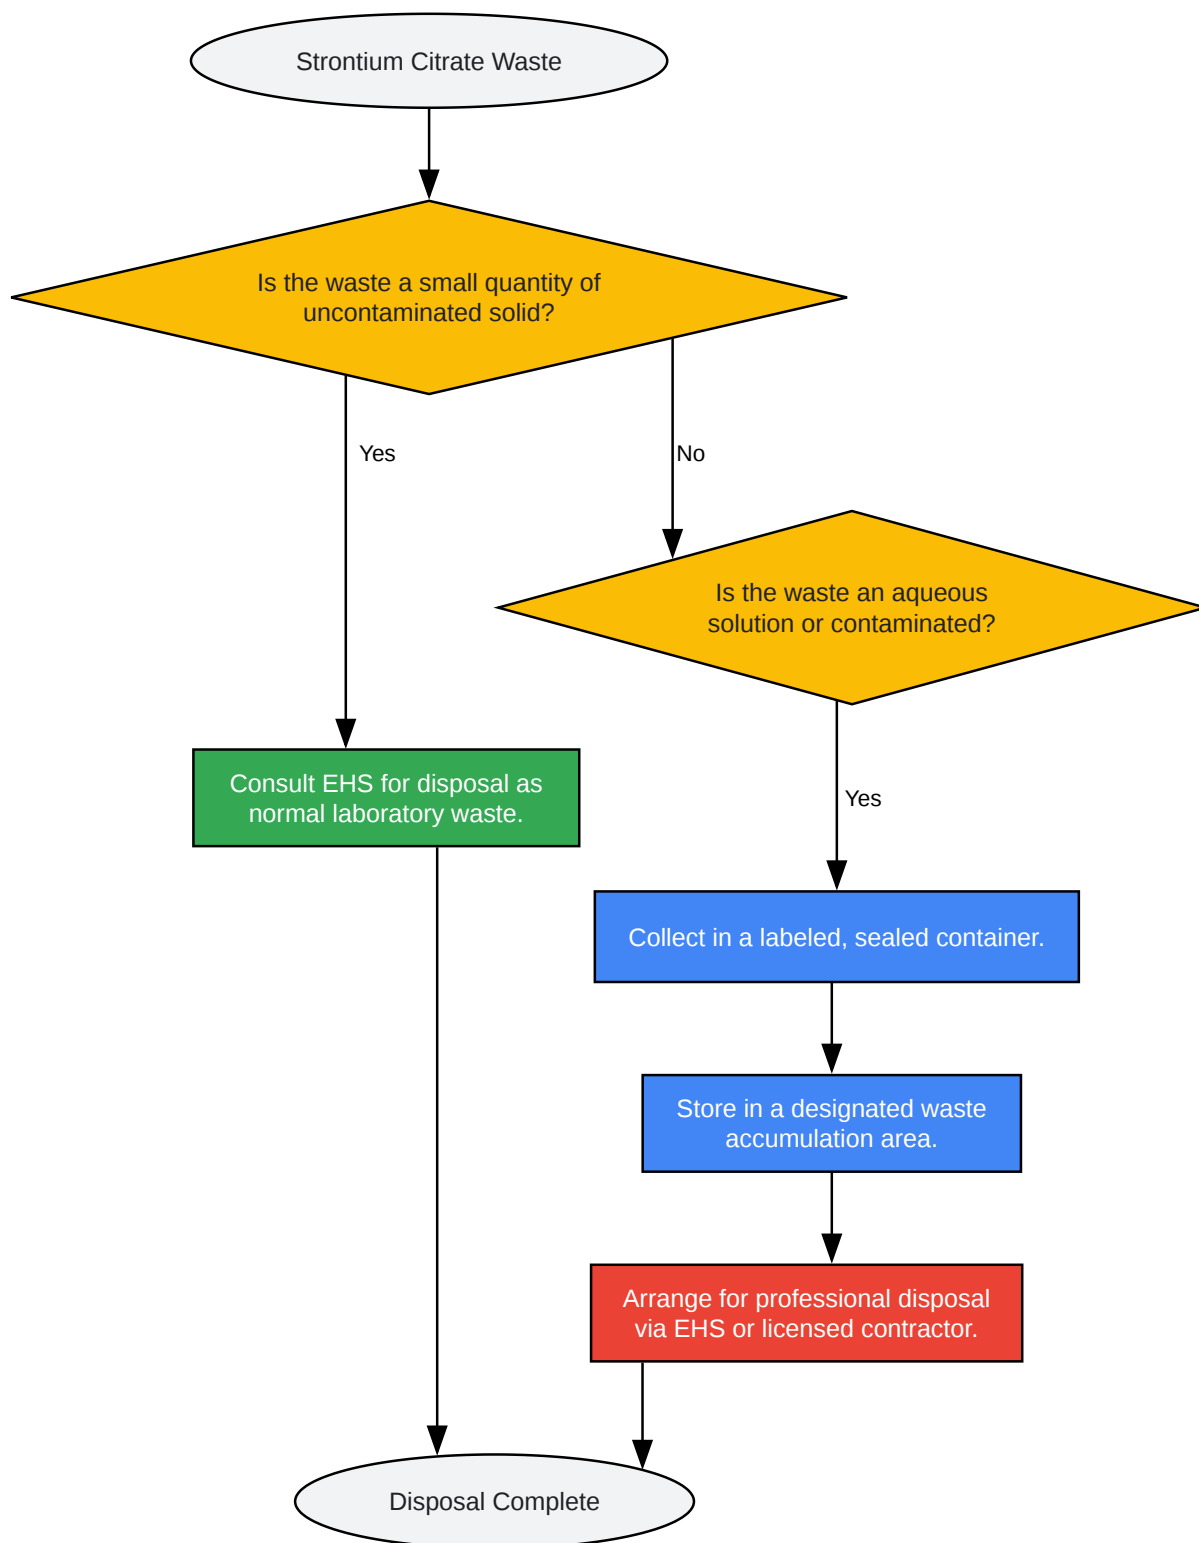 Strontium Citrate Waste
Is the waste a small quantity of
uncontaminated solid?
Yes
No
Is the waste an aqueous
solution or contaminated?
Consult EHS for disposal as
normal laboratory waste.
Yes
Collect in a labeled, sealed container.
Store in a designated waste
accumulation area.
Arrange for professional disposal
via EHS or licensed contractor.
Disposal Complete